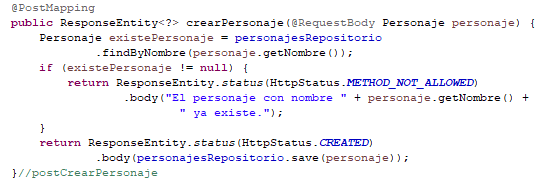 @PostMapping
public ResponseEntity<?> crearPersonaje(@RequestBody Personaje personaje) {
    Personaje existePersonaje = personajesRepositorio
            .findByNombre(personaje.getNombre());
    if (existePersonaje != null) {
        return ResponseEntity.status(HttpStatus.METHOD_NOT_ALLOWED)
                .body("El personaje con nombre " + personaje.getNombre() +
                        " ya existe.");
    }
    return ResponseEntity.status(HttpStatus.CREATED)
            .body(personajesRepositorio.save(personaje));
}//postCrearPersonaje